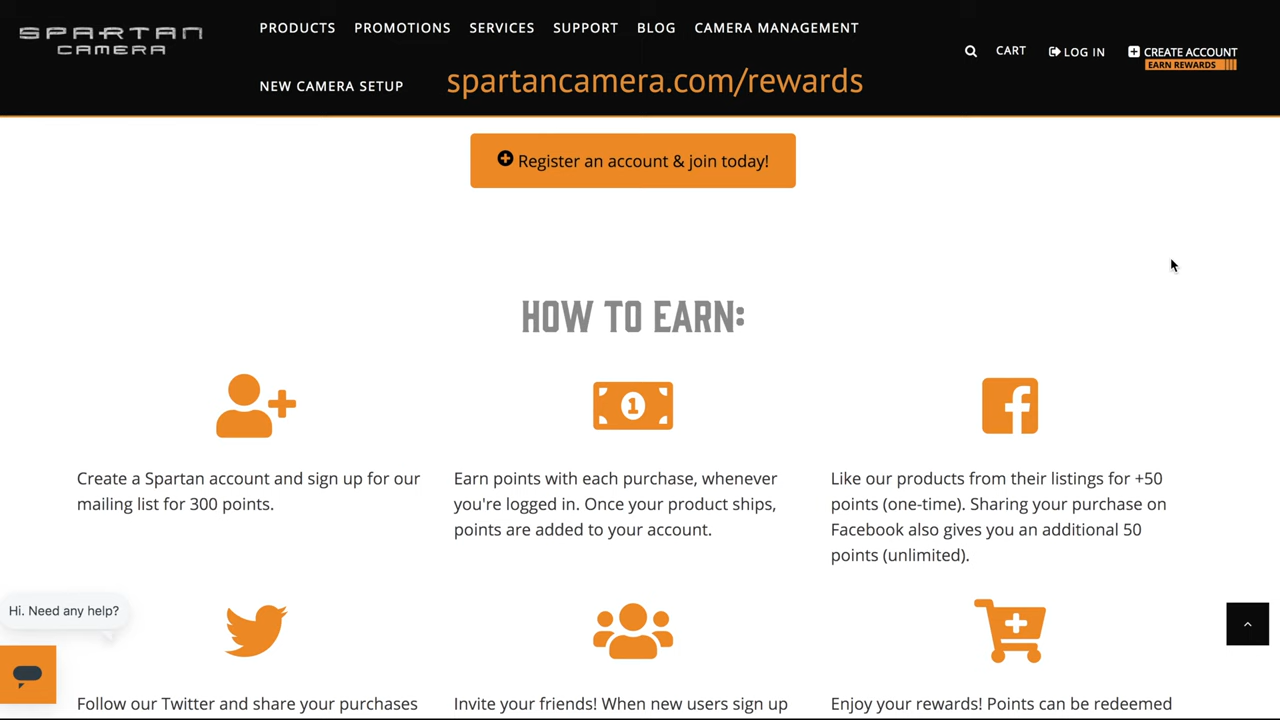 SPARTAN
CAMERA
PRODUCTS PROMOTIONS SERVICES SUPPORT BLOG CAMERA MANAGEMENT
NEW CAMERA SETUP
spartancamera.com/rewards
CART
LOG IN
CREATE ACCOUNT
EARN REWARDS
Register an account & join today!
HOW TO EARN:
1
Create a Spartan account and sign up for our
mailing list for 300 points.
Earn points with each purchase, whenever
you're logged in. Once your product ships,
points are added to your account.
Like our products from their listings for +50
points (one-time). Sharing your purchase on
Facebook also gives you an additional 50
points (unlimited).
Hi. Need any help?
Follow our Twitter and share your purchases
Invite your friends! When new users sign up
Enjoy your rewards! Points can be redeemed